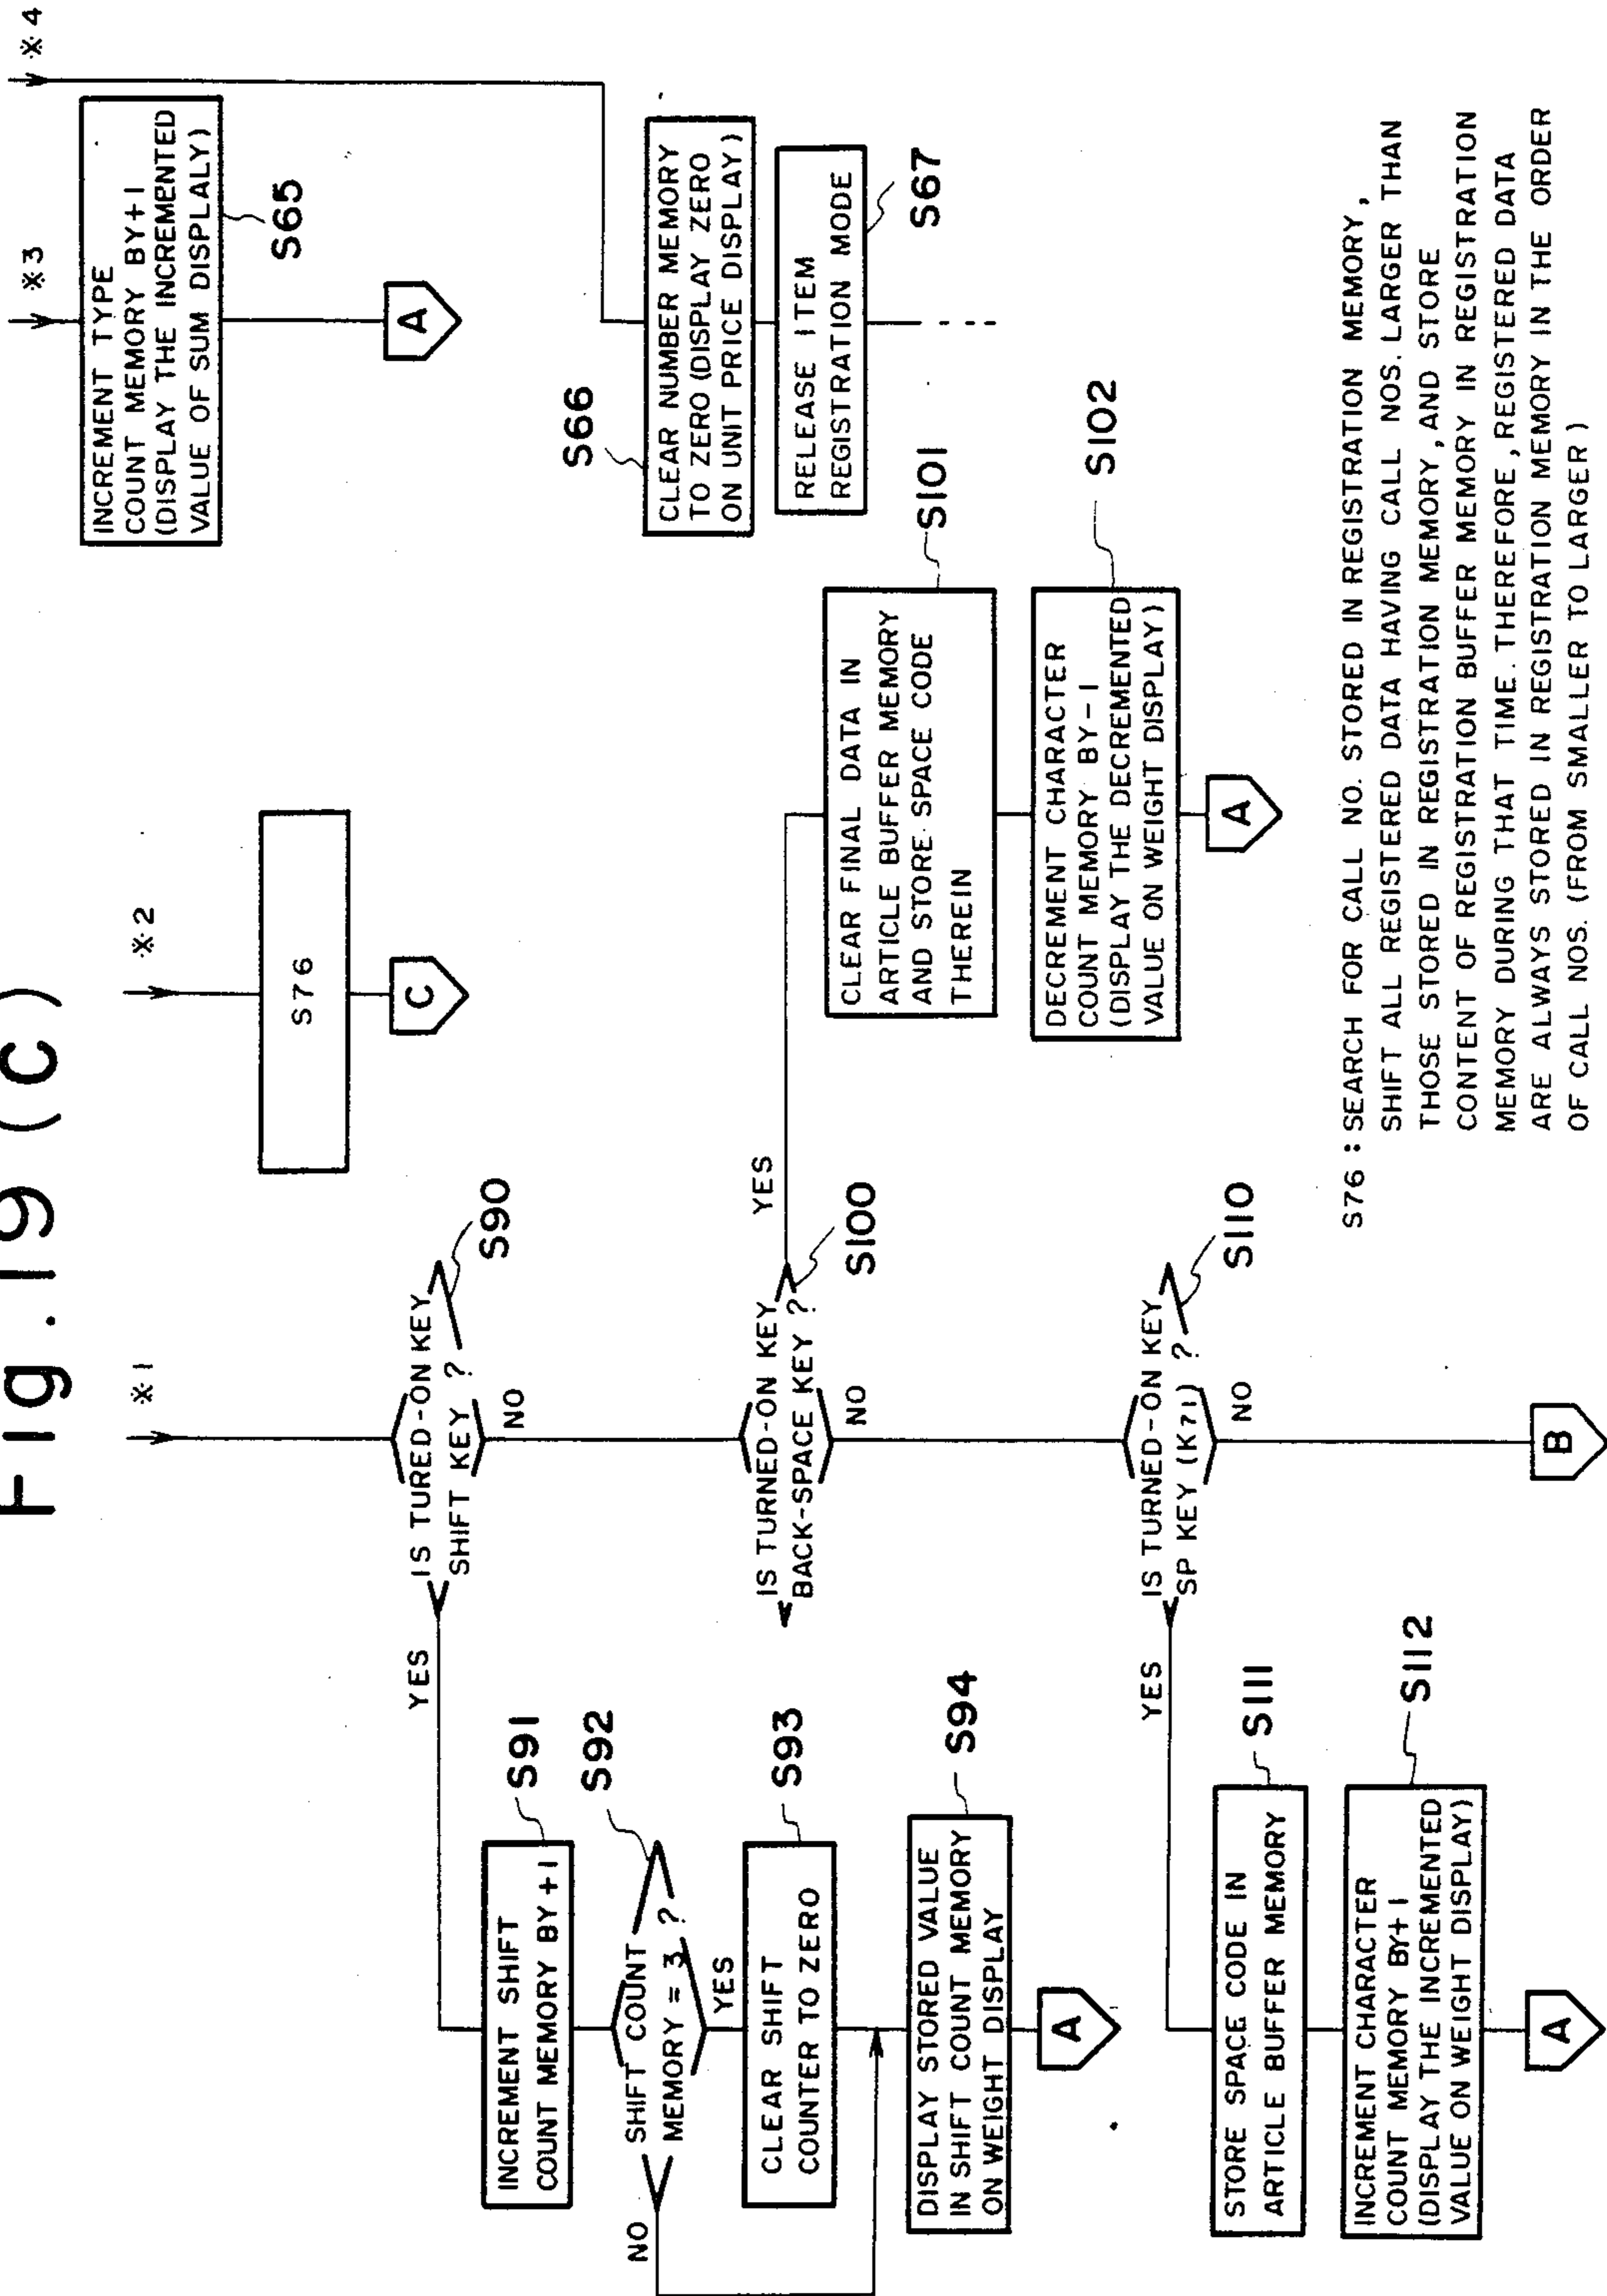 Fig. 19 (C)
※1
IS TURED-ON KEY
SHIFT KEY ?
S90
YES
NO
INCREMENT SHIFT
COUNT MEMORY BY +1
S91
SHIFT COUNT
MEMORY = 3 ?
S92
NO
YES
CLEAR SHIFT
COUNTER TO ZERO
S93
DISPLAY STORED VALUE
IN SHIFT COUNT MEMORY
ON WEIGHT DISPLAY
S94
A
IS TURNED-ON KEY
BACK-SPACE KEY ?
S100
YES
NO
CLEAR FINAL DATA IN
ARTICLE BUFFER MEMORY
AND STORE SPACE CODE
THEREIN
S101
DECREMENT CHARACTER
COUNT MEMORY BY -1
(DISPLAY THE DECREMENTED
VALUE ON WEIGHT DISPLAY)
S102
A
IS TURNED-ON KEY
SP KEY (K71) ?
S110
YES
NO
STORE SPACE CODE IN
ARTICLE BUFFER MEMORY
S111
INCREMENT CHARACTER
COUNT MEMORY BY+1
(DISPLAY THE INCREMENTED
VALUE ON WEIGHT DISPLAY)
S112
A
B
※2
S76
C
※3
INCREMENT TYPE
COUNT MEMORY BY+1
(DISPLAY THE INCREMENTED
VALUE OF SUM DISPLALY)
S65
A
※4
S66
CLEAR NUMBER MEMORY
TO ZERO (DISPLAY ZERO
ON UNIT PRICE DISPLAY)
RELEASE ITEM
REGISTRATION MODE
S67
S76 : SEARCH FOR CALL NO. STORED IN REGISTRATION MEMORY,
SHIFT ALL REGISTERED DATA HAVING CALL NOS. LARGER THAN
THOSE STORED IN REGISTRATION MEMORY, AND STORE
CONTENT OF REGISTRATION BUFFER MEMORY IN REGISTRATION
MEMORY DURING THAT TIME. THEREFORE, REGISTERED DATA
ARE ALWAYS STORED IN REGISTRATION MEMORY IN THE ORDER
OF CALL NOS. (FROM SMALLER TO LARGER)